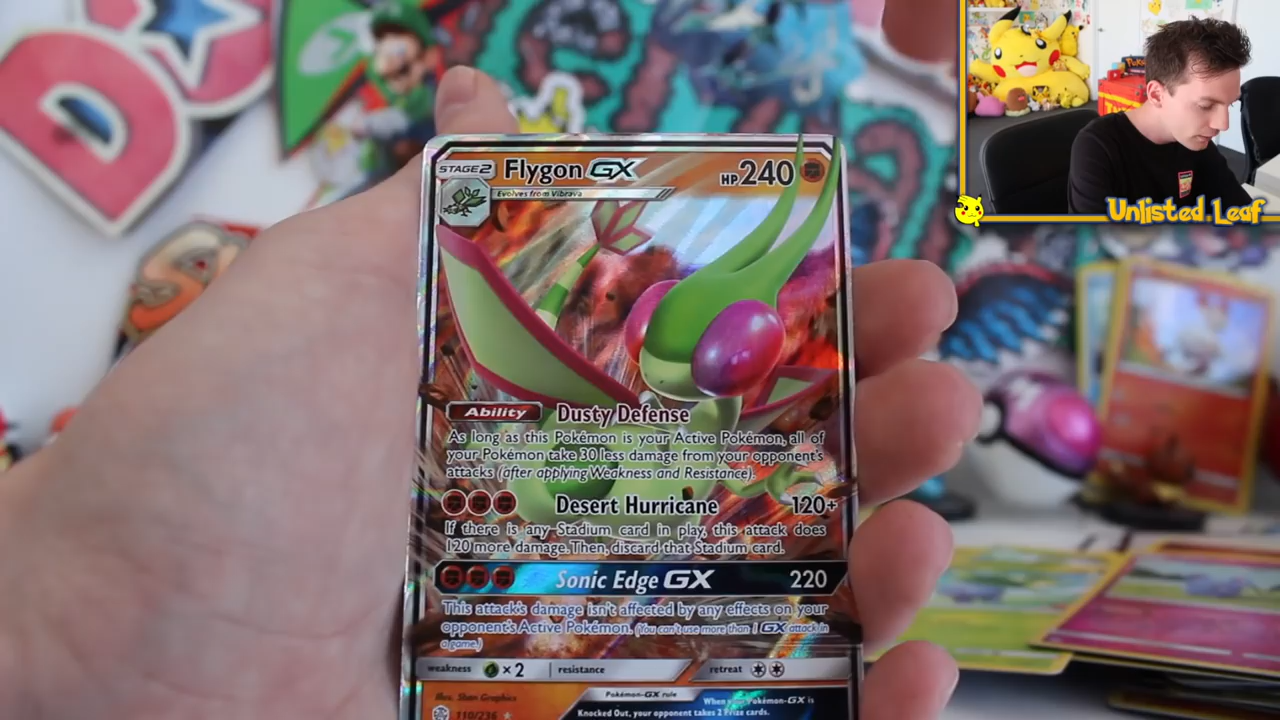 STAGE 2 Flygon GX HP 240
Evolves from Vibrava
Unlisted.Leaf
Ability Dusty Defense
As long as this Pokémon is your Active Pokémon, all of
your Pokémon take 30 less damage from your opponent's
attacks (after applying Weakness and Resistance).
Desert Hurricane 120+
If there is any Stadium card in play, this attack does
120 more damage. Then, discard that Stadium card.
Sonic Edge GX 220
This attack's damage isn't affected by any effects on your
opponent's Active Pokémon. (You can't use more than 1 GX attack in
a game.)
weakness ×2 resistance retreat
Illus. 5ban Graphics
Pokémon-GX rule
When your Pokémon-GX is
110/236
Knocked Out, your opponent takes 2 Prize cards.